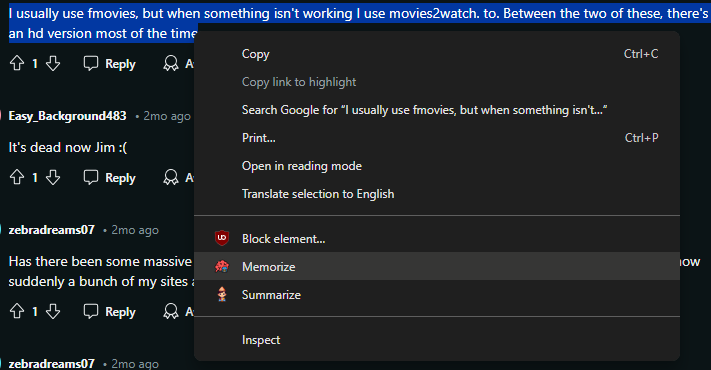 I usually use fmovies, but when something isn't working I use movies2watch. to. Between the two of these, there's
an hd version most of the time
1 Reply
Copy Ctrl+C
Copy link to highlight
Search Google for “I usually use fmovies, but when something isn't...“
Print... Ctrl+P
Open in reading mode
Translate selection to English
Block element...
Memorize
Summarize
Inspect
Easy_Background483 • 2mo ago
It's dead now Jim :(
1 Reply
zebradreams07 • 2mo ago
Has there been some massive
suddenly a bunch of my sites
1 Reply
zebradreams07 • 2mo ago